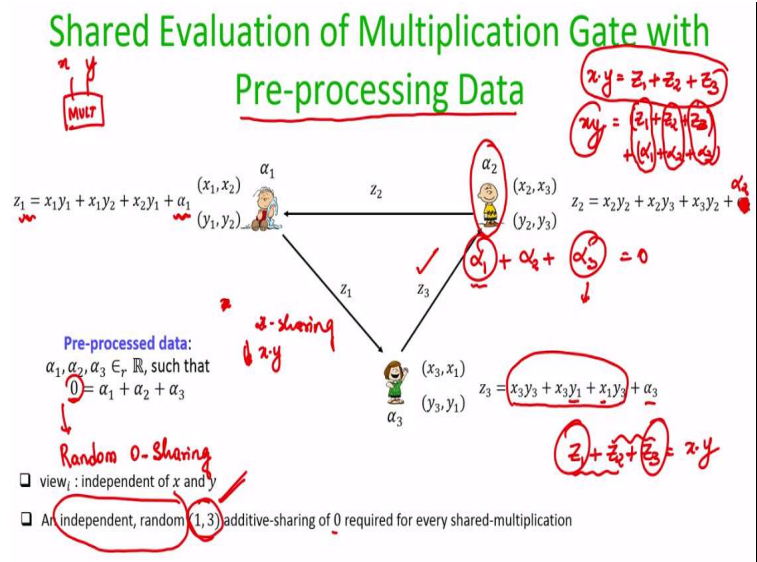 Shared Evaluation of Multiplication Gate with
Pre-processing Data
x y
MULT
x·y = z₁+z₂+z₃
xy = (z₁+z₂+z₃)
+(α₁+α₂+α₃)
α₁
(x₁,x₂)
(y₁,y₂)
z₁ = x₁y₁ + x₁y₂ + x₂y₁ + α₁
z₂
α₂
(x₂,x₃)
(y₂,y₃)
z₂ = x₂y₂ + x₂y₃ + x₃y₂ + α₂
α₁ + α₂ + α₃ = 0
z₁
z₃
-sharing
x·y
Pre-processed data:
α₁,α₂,α₃ ∈ᵣ ℝ, such that
0 = α₁ + α₂ + α₃
Random 0-Sharing
α₃
(x₃,x₁)
(y₃,y₁)
z₃ = x₃y₃ + x₃y₁ + x₁y₃ + α₃
z₁ + z₂ + z₃ = x·y
❑ viewᵢ : independent of x and y
❑ An independent, random (1,3) additive-sharing of 0 required for every shared-multiplication